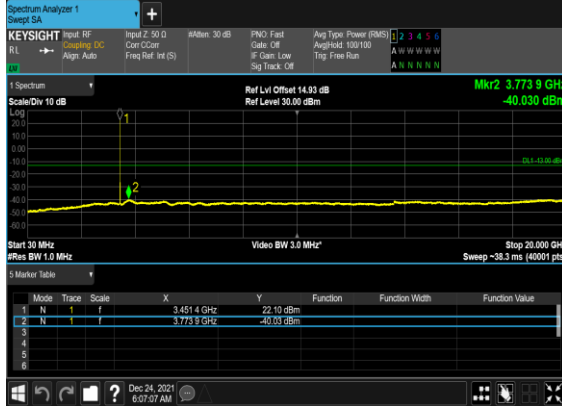 Spectrum Analyzer 1
Swept SA
+
KEYSIGHT Input: RF Input Z: 50 Ω #Atten: 30 dB PNO: Fast Avg Type: Power (RMS) 1 2 3 4 5 6
RL Coupling: DC Corr CCorr Gate: Off Avg|Hold: 100/100 A W W W W W
Align: Auto Freq Ref: Int (S) IF Gain: Low Trig: Free Run
Sig Track: Off A N N N N N
1 Spectrum
Ref Lvl Offset 14.93 dB
Mkr2 3.773 9 GHz
Scale/Div 10 dB
Ref Level 30.00 dBm
-40.030 dBm
Log
20.0
10.0
0.00
-10.0
-20.0
-30.0
-40.0
-50.0
-60.0
1
2
DL1 -13.00 dBm
Start 30 MHz Video BW 3.0 MHz* Stop 20.000 GHz
#Res BW 1.0 MHz Sweep ~38.3 ms (40001 pts)
5 Marker Table
Mode Trace Scale X Y Function Function Width Function Value
1 N 1 f 3.451 4 GHz 22.10 dBm
2 N 1 f 3.773 9 GHz -40.03 dBm
3
4
5
6
? Dec 24, 2021
6:07:07 AM